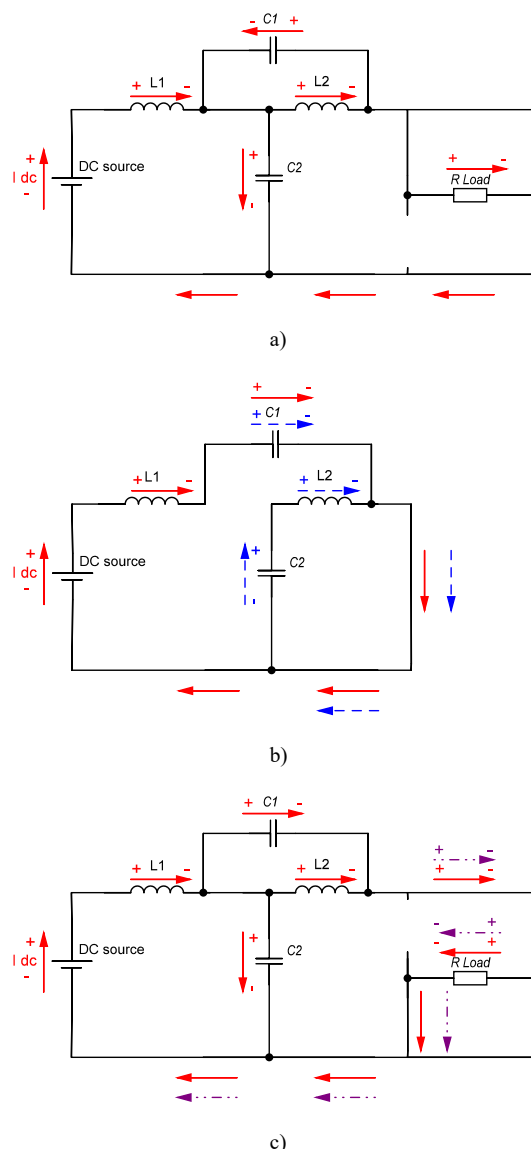 - C1 +
+ L1 - + L2 -
+ DC source + C2 + -
I dc R Load
- -
a)
+ -
+ C1 -
+ L1 - + L2 -
+ DC source + C2
I dc
- -
b)
+ C1 -
+ L1 - + L2 - + -
+ -
+ DC source + C2 - +
I dc - +
- - R Load
c)